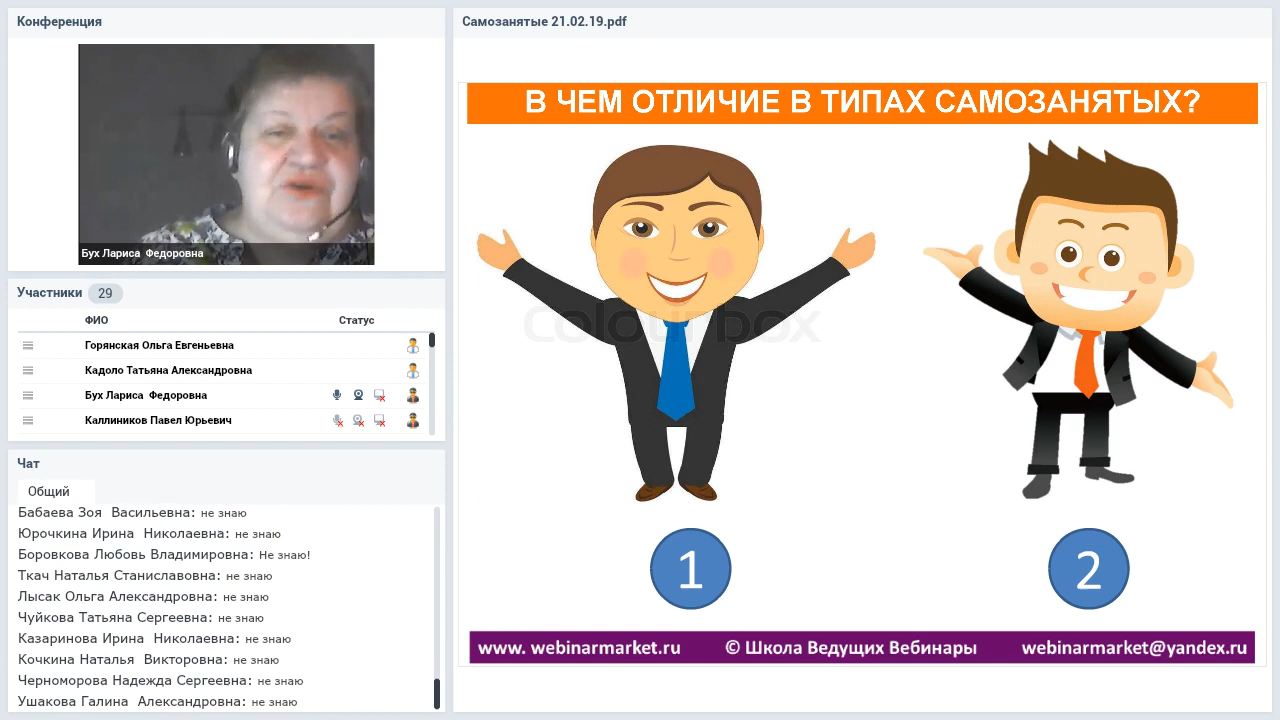 Конференция
Бух Лариса  Федоровна
Участники 29
ФИО Статус
Горянская Ольга Евгеньевна
Кадоло Татьяна Александровна
Бух Лариса  Федоровна
Каллиников Павел Юрьевич
Чат
Общий
Бабаева Зоя  Васильевна: не знаю
Юрочкина Ирина  Николаевна: не знаю
Боровкова Любовь Владимировна: Не знаю!
Ткач Наталья Станиславовна: не знаю
Лысак Ольга Александровна: не знаю
Чуйкова Татьяна Сергеевна: не знаю
Казаринова Ирина  Николаевна: не знаю
Кочкина Наталья  Викторовна: не знаю
Черноморова Надежда Сергеевна: не знаю
Ушакова Галина  Александровна: не знаю
Самозанятые 21.02.19.pdf
В ЧЕМ ОТЛИЧИЕ В ТИПАХ САМОЗАНЯТЫХ?
colourbox
1
2
www. webinarmarket.ru © Школа Ведущих Вебинары webinarmarket@yandex.ru